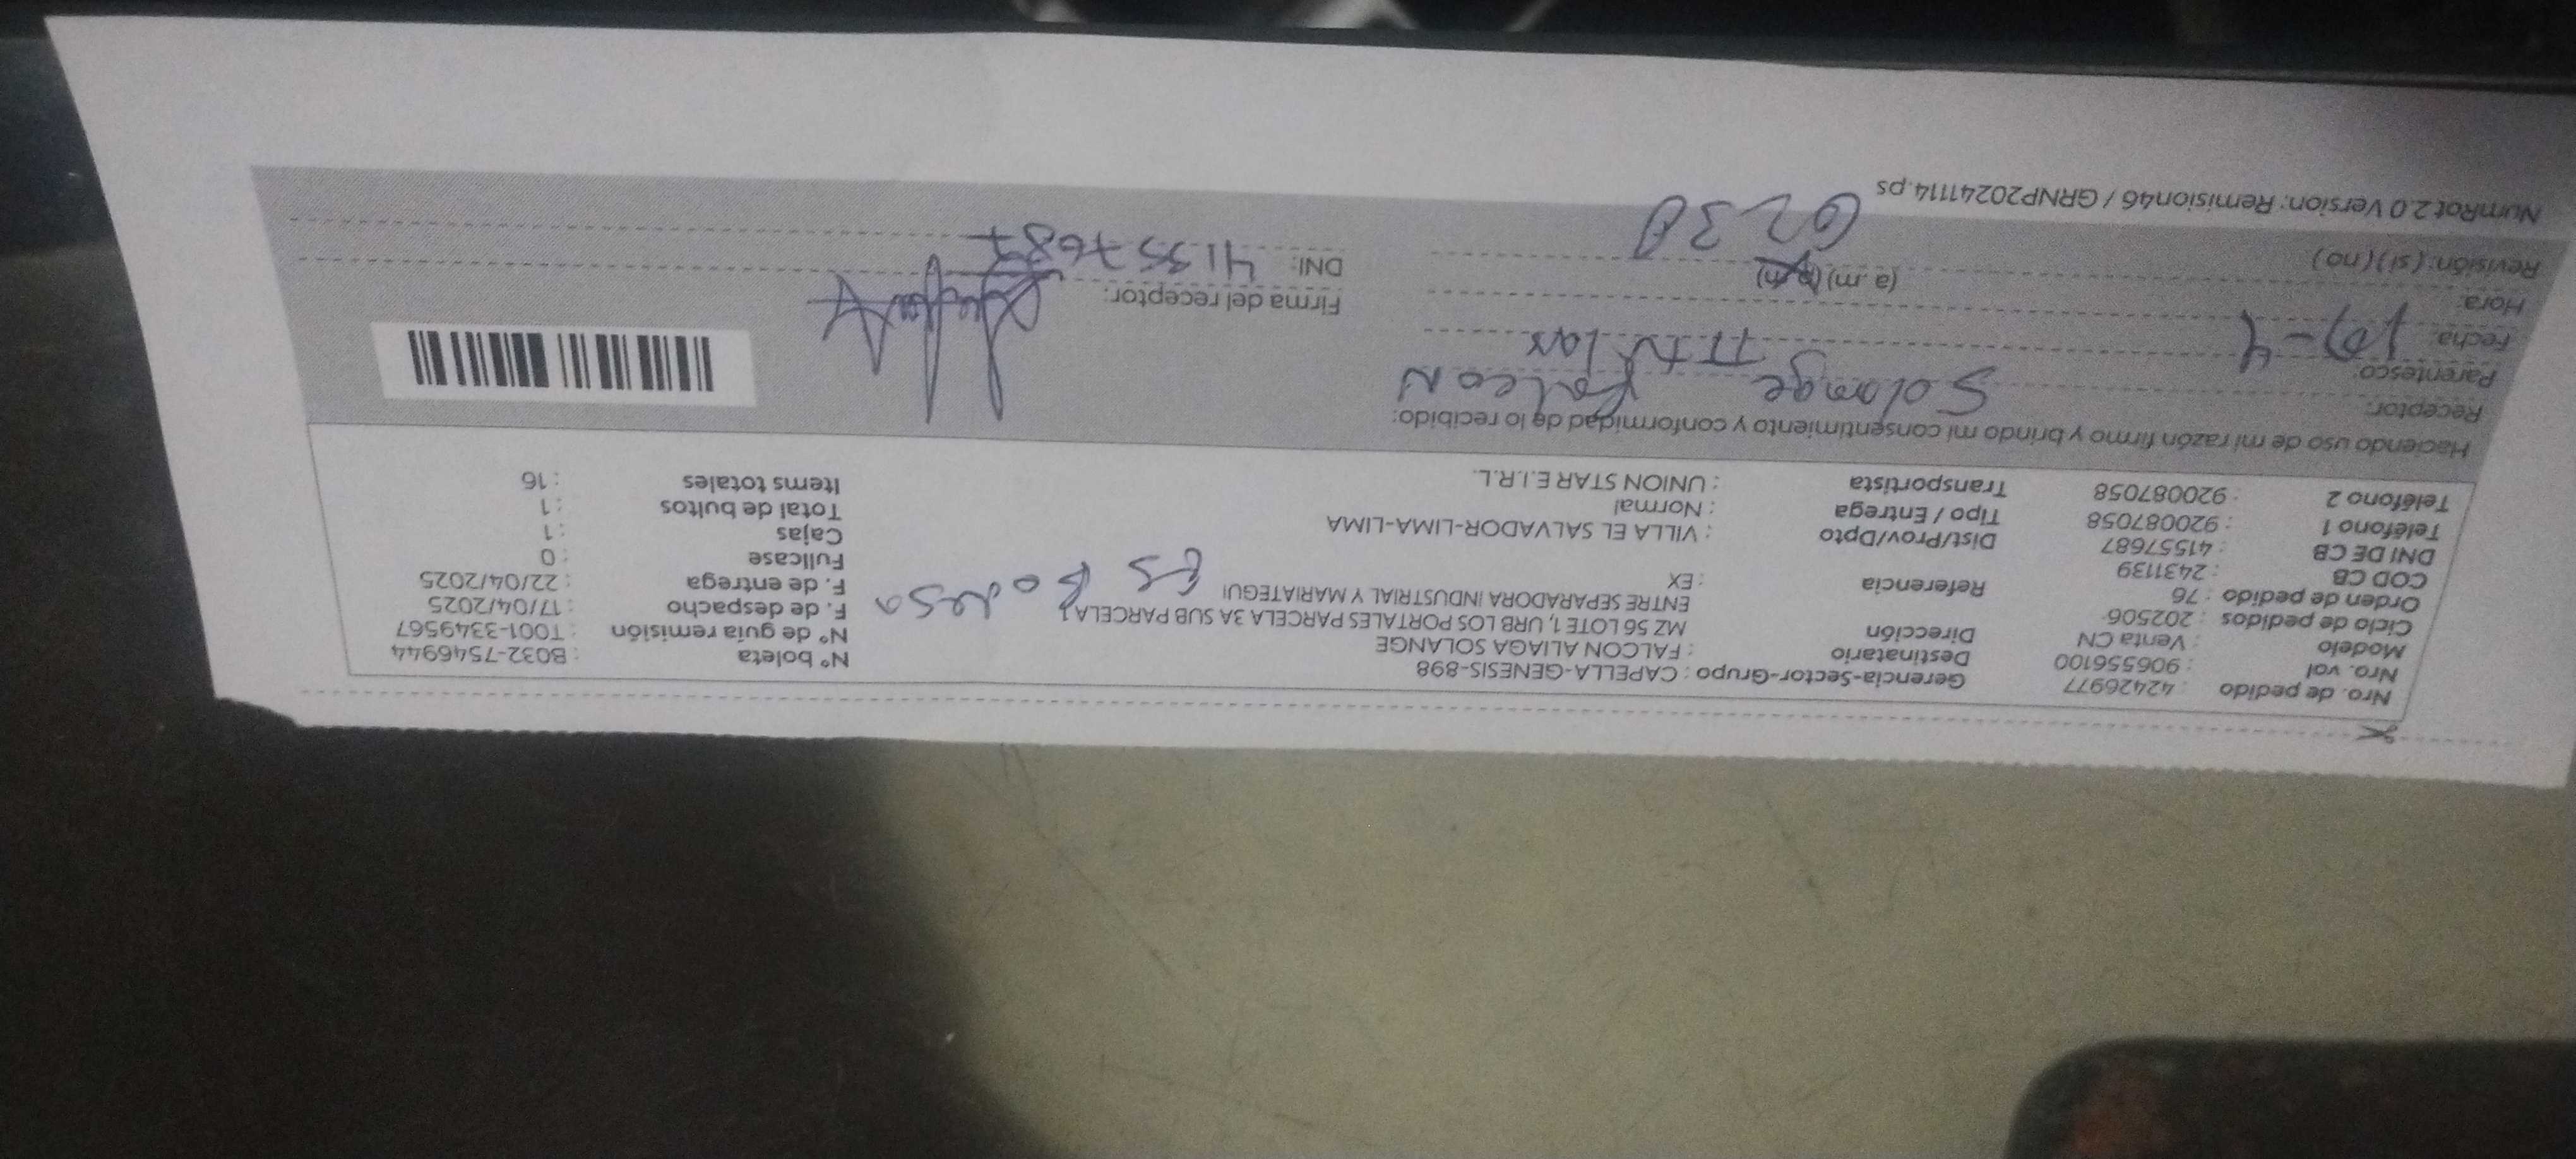 Nro. de pedido : 42426977
Nro. val : 906556100
Modelo : Venta CN
Ciclo de pedidos : 202506
Orden de pedido : 76
COD CB : 2431139
DNI DE CB : 41557687
Teléfono 1 : 920087058
Teléfono 2 : 920087058
Gerencia-Sector-Grupo : CAPELLA-GENESIS-898
Destinatario : FALCON ALIAGA SOLANGE
Dirección MZ 56 LOTE 1, URB LOS PORTALES PARCELA 3A SUB PARCELA 1
ENTRE SEPARADORA INDUSTRIAL Y MARIATEGUI
Referencia : EX
Es Bodega
Dist/Prov/Dpto : VILLA EL SALVADOR-LIMA-LIMA
Tipo / Entrega : Normal
Transportista : UNION STAR E.I.R.L.
N° boleta : B032-7546944
N° de guía remisión : T001-3349567
F. de despacho : 17/04/2025
F. de entrega : 22/04/2025
Fullcase : 0
Cajas : 1
Total de bultos : 1
Items totales : 16
Haciendo uso de mi razón firmo y brindo mi consentimiento y conformidad de lo recibido:
Receptor: Solange Falcon
Parentesco: TITULAR
Fecha:
Hora: (a.m) (p.m)
Revisión: (si) (no)
Firma del receptor:
DNI: 41557687
NumRot 2.0 Version: Remision46 / GRNP20241114.ps